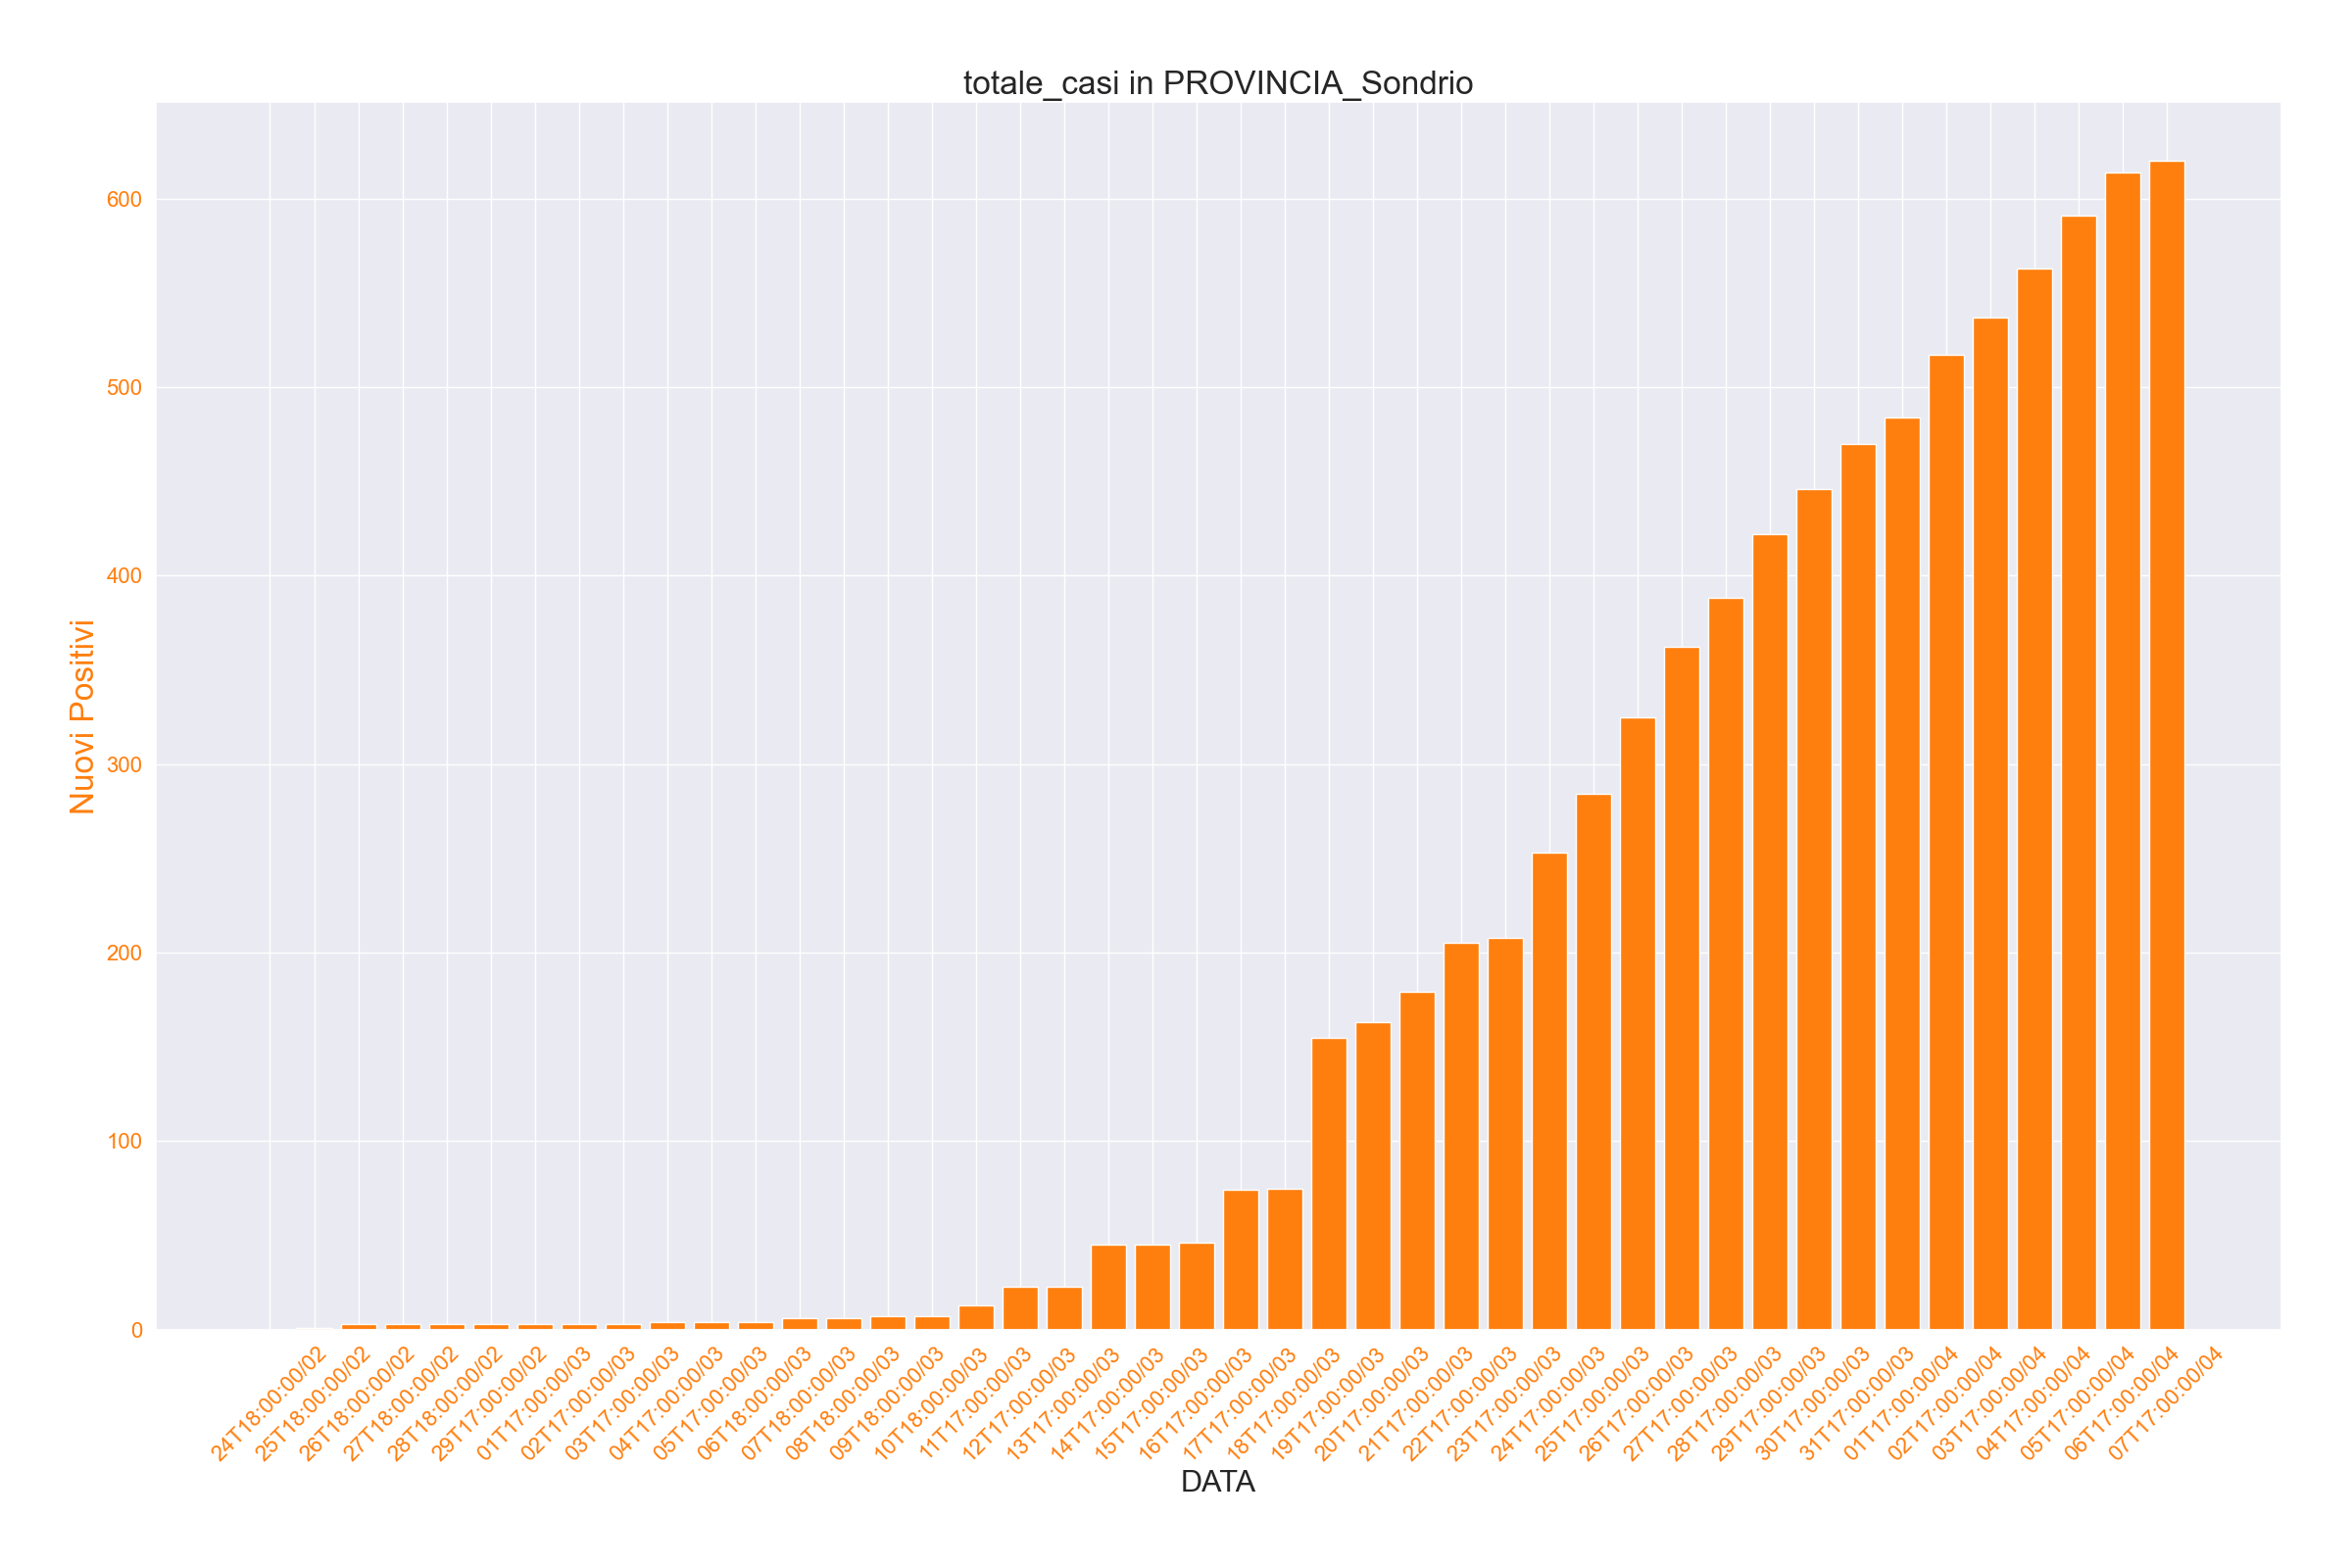 totale_casi in PROVINCIA_Sondrio
600
500
400
300
200
100
0
Nuovi Positivi
24T18:00:00/02
25T18:00:00/02
26T18:00:00/02
27T18:00:00/02
28T18:00:00/02
29T17:00:00/02
01T17:00:00/03
02T17:00:00/03
03T17:00:00/03
04T17:00:00/03
05T17:00:00/03
06T18:00:00/03
07T18:00:00/03
08T18:00:00/03
09T18:00:00/03
10T18:00:00/03
11T17:00:00/03
12T17:00:00/03
13T17:00:00/03
14T17:00:00/03
15T17:00:00/03
16T17:00:00/03
17T17:00:00/03
18T17:00:00/03
19T17:00:00/03
20T17:00:00/03
21T17:00:00/03
22T17:00:00/03
23T17:00:00/03
24T17:00:00/03
25T17:00:00/03
26T17:00:00/03
27T17:00:00/03
28T17:00:00/03
29T17:00:00/03
30T17:00:00/03
31T17:00:00/03
01T17:00:00/04
02T17:00:00/04
03T17:00:00/04
04T17:00:00/04
05T17:00:00/04
06T17:00:00/04
07T17:00:00/04
DATA